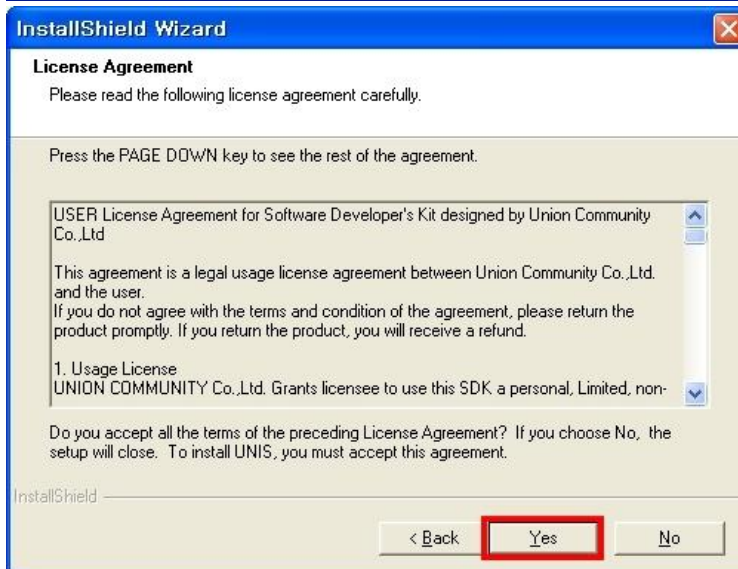 InstallShield Wizard
License Agreement
Please read the following license agreement carefully.
Press the PAGE DOWN key to see the rest of the agreement.
USER License Agreement for Software Developer's Kit designed by Union Community
Co.,Ltd
This agreement is a legal usage license agreement between Union Community Co.,Ltd.
and the user.
If you do not agree with the terms and condition of the agreement, please return the
product promptly. If you return the product, you will receive a refund.
1. Usage License
UNION COMMUNITY Co.,Ltd. Grants licensee to use this SDK a personal, Limited, non-
Do you accept all the terms of the preceding License Agreement? If you choose No, the
setup will close. To install UNIS, you must accept this agreement.
InstallShield
< Back
Yes
No